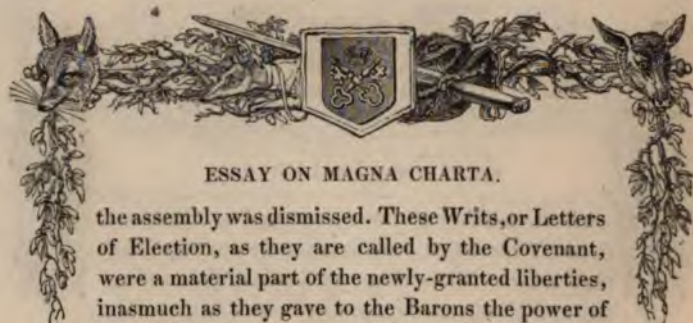 ESSAY ON MAGNA CHARTA.
the assembly was dismissed. These Writs,or Letters
of Election, as they are called by the Covenant,
were a material part of the newly-granted liberties,
inasmuch as they gave to the Barons the power of